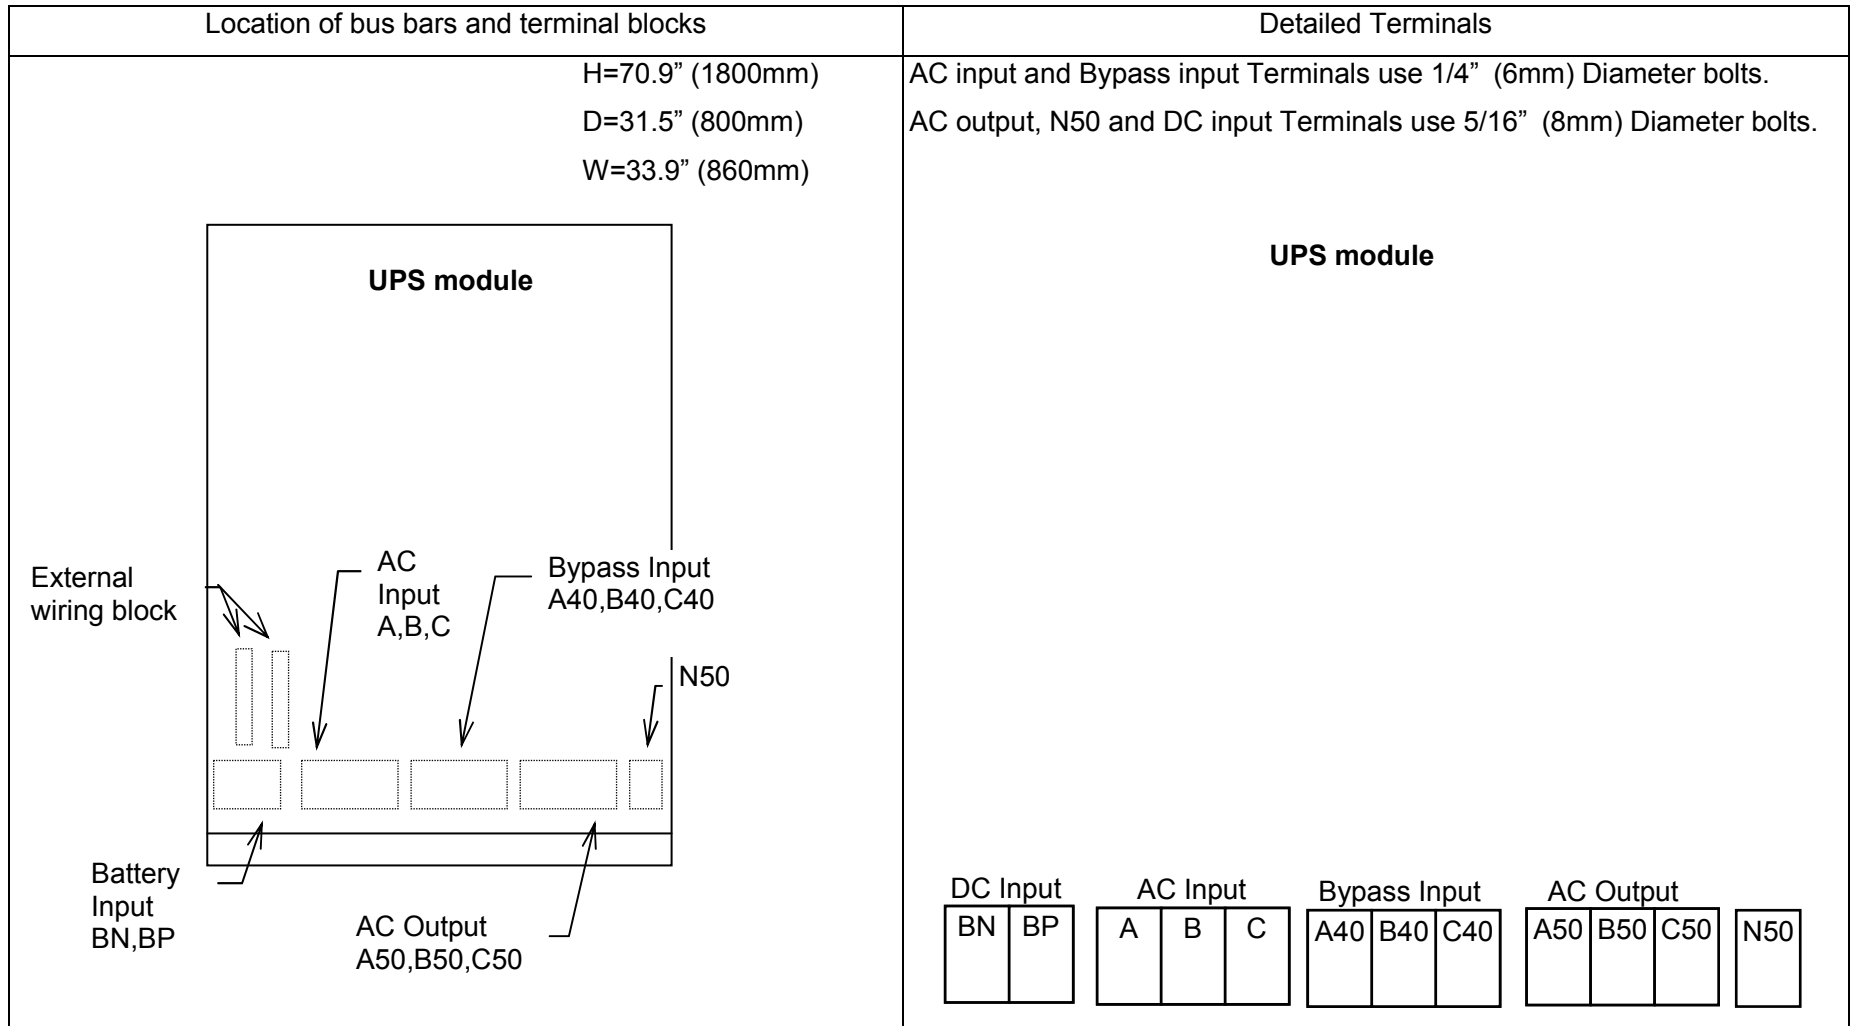 Location of bus bars and terminal blocks
Detailed Terminals
H=70.9” (1800mm)
D=31.5” (800mm)
W=33.9” (860mm)
UPS module
External
wiring block
AC
Input
A,B,C
Bypass Input
A40,B40,C40
N50
Battery
Input
BN,BP
AC Output
A50,B50,C50
AC input and Bypass input Terminals use 1/4” (6mm) Diameter bolts.
AC output, N50 and DC input Terminals use 5/16” (8mm) Diameter bolts.
UPS module
DC Input
AC Input
Bypass Input
AC Output
BN BP
A B C
A40 B40 C40
A50 B50 C50
N50